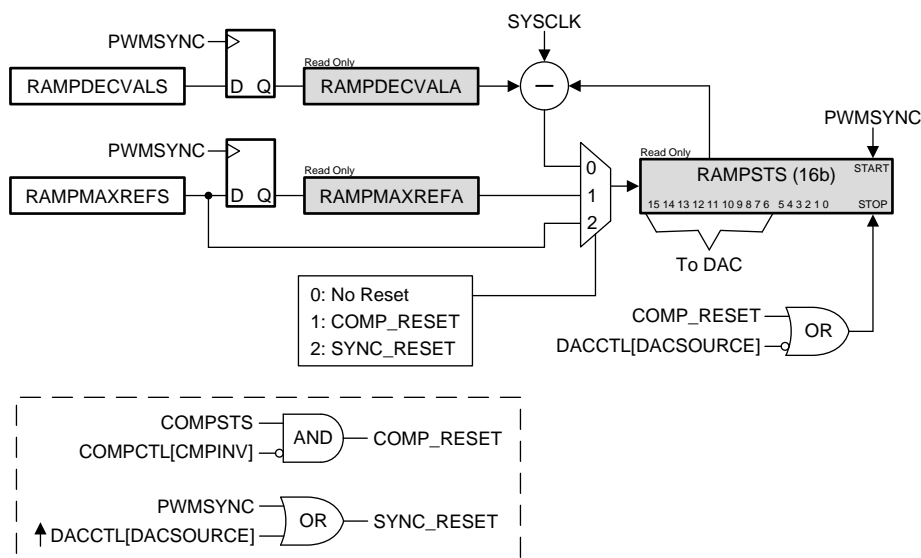 SYSCLK
PWMSYNC
Read Only
RAMPDECVALS
D Q
RAMPDECVALA
−
PWMSYNC
PWMSYNC
Read Only
Read Only
0
RAMPSTS (16b)
START
RAMPMAXREFS
D Q
RAMPMAXREFA
1
15 14 13 12 11 10 9 8 7 6 5 4 3 2 1 0
STOP
2
To DAC
0: No Reset
1: COMP_RESET
2: SYNC_RESET
COMP_RESET
OR
DACCTL[DACSOURCE]
COMPSTS
AND
COMP_RESET
COMPCTL[CMPINV]
PWMSYNC
OR
SYNC_RESET
DACCTL[DACSOURCE]